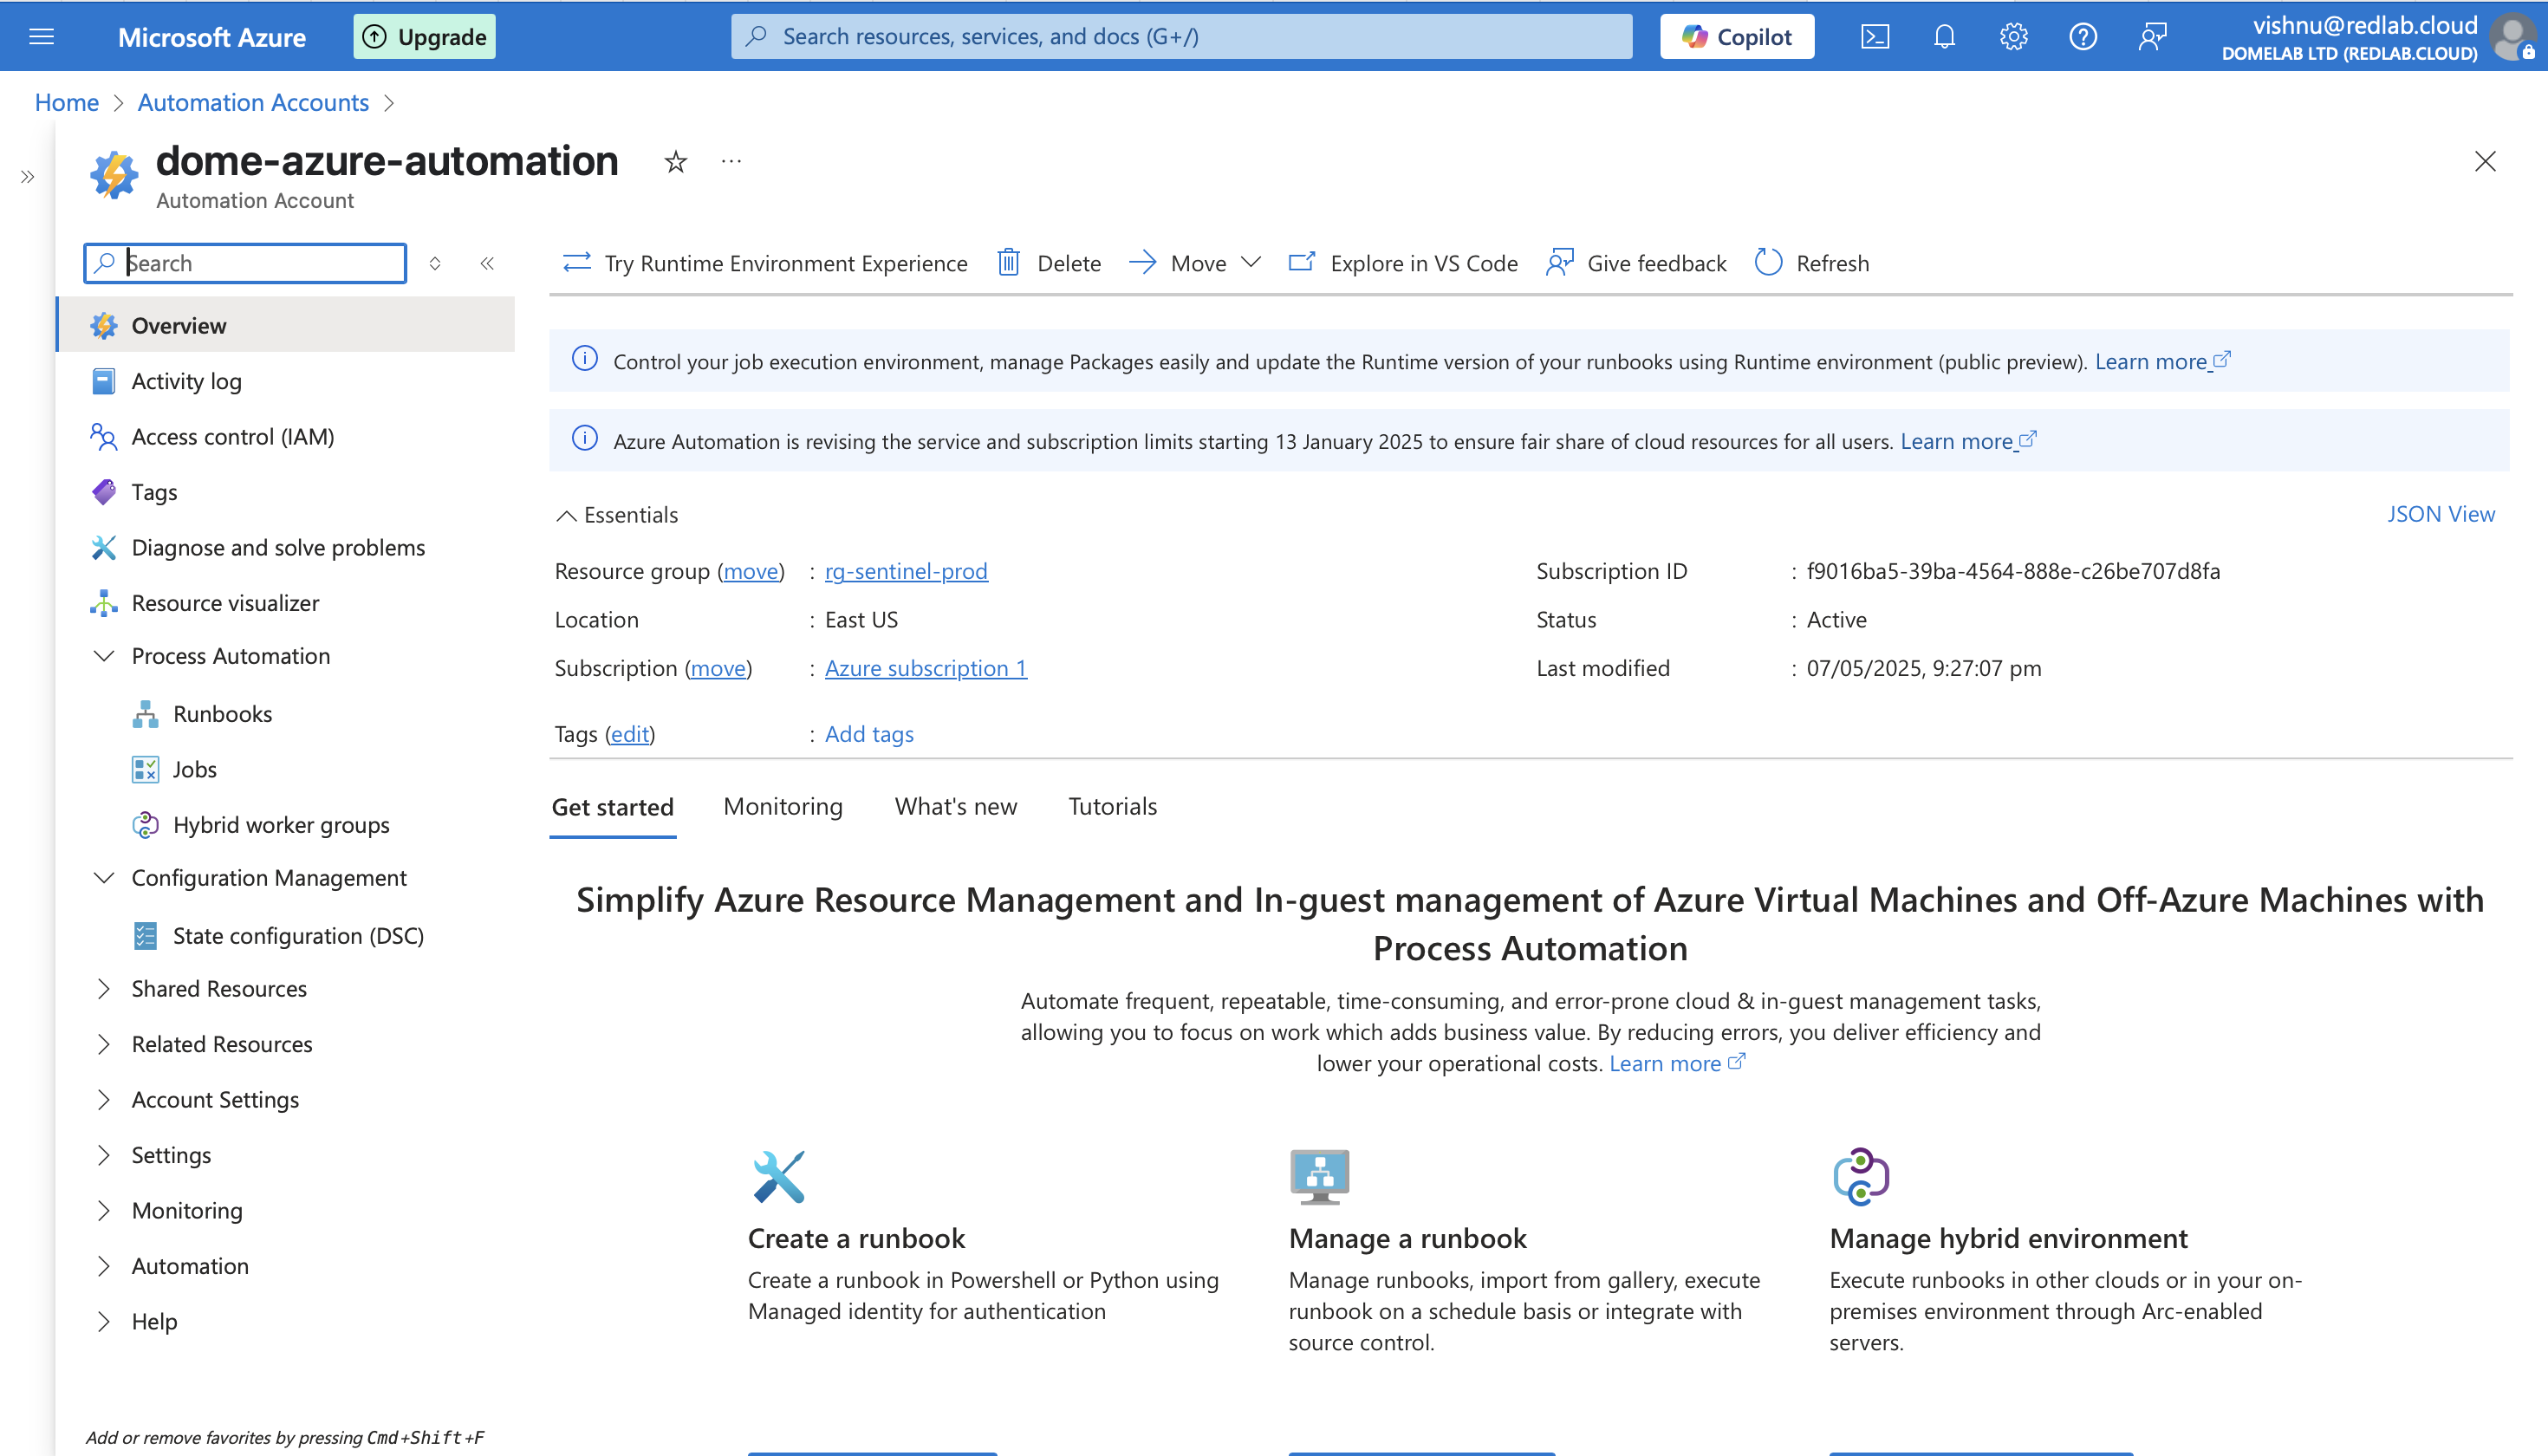 Microsoft Azure
Upgrade
Search resources, services, and docs (G+/)
Copilot
vishnu@redlab.cloud
DOMELAB LTD (REDLAB.CLOUD)
Home
Automation Accounts
dome-azure-automation
Automation Account
Search
Overview
Activity log
Access control (IAM)
Tags
Diagnose and solve problems
Resource visualizer
Process Automation
Runbooks
Jobs
Hybrid worker groups
Configuration Management
State configuration (DSC)
Shared Resources
Related Resources
Account Settings
Settings
Monitoring
Automation
Help
Add or remove favorites by pressing Cmd+Shift+F
Try Runtime Environment Experience
Delete
Move
Explore in VS Code
Give feedback
Refresh
Control your job execution environment, manage Packages easily and update the Runtime version of your runbooks using Runtime environment (public preview). Learn more
Azure Automation is revising the service and subscription limits starting 13 January 2025 to ensure fair share of cloud resources for all users. Learn more
Essentials
JSON View
Resource group (move) : rg-sentinel-prod
Location : East US
Subscription (move) : Azure subscription 1
Subscription ID : f9016ba5-39ba-4564-888e-c26be707d8fa
Status : Active
Last modified : 07/05/2025, 9:27:07 pm
Tags (edit) : Add tags
Get started
Monitoring
What's new
Tutorials
Simplify Azure Resource Management and In-guest management of Azure Virtual Machines and Off-Azure Machines with
Process Automation
Automate frequent, repeatable, time-consuming, and error-prone cloud & in-guest management tasks,
allowing you to focus on work which adds business value. By reducing errors, you deliver efficiency and
lower your operational costs. Learn more
Create a runbook
Create a runbook in Powershell or Python using
Managed identity for authentication
Manage a runbook
Manage runbooks, import from gallery, execute
runbook on a schedule basis or integrate with
source control.
Manage hybrid environment
Execute runbooks in other clouds or in your on-
premises environment through Arc-enabled
servers.